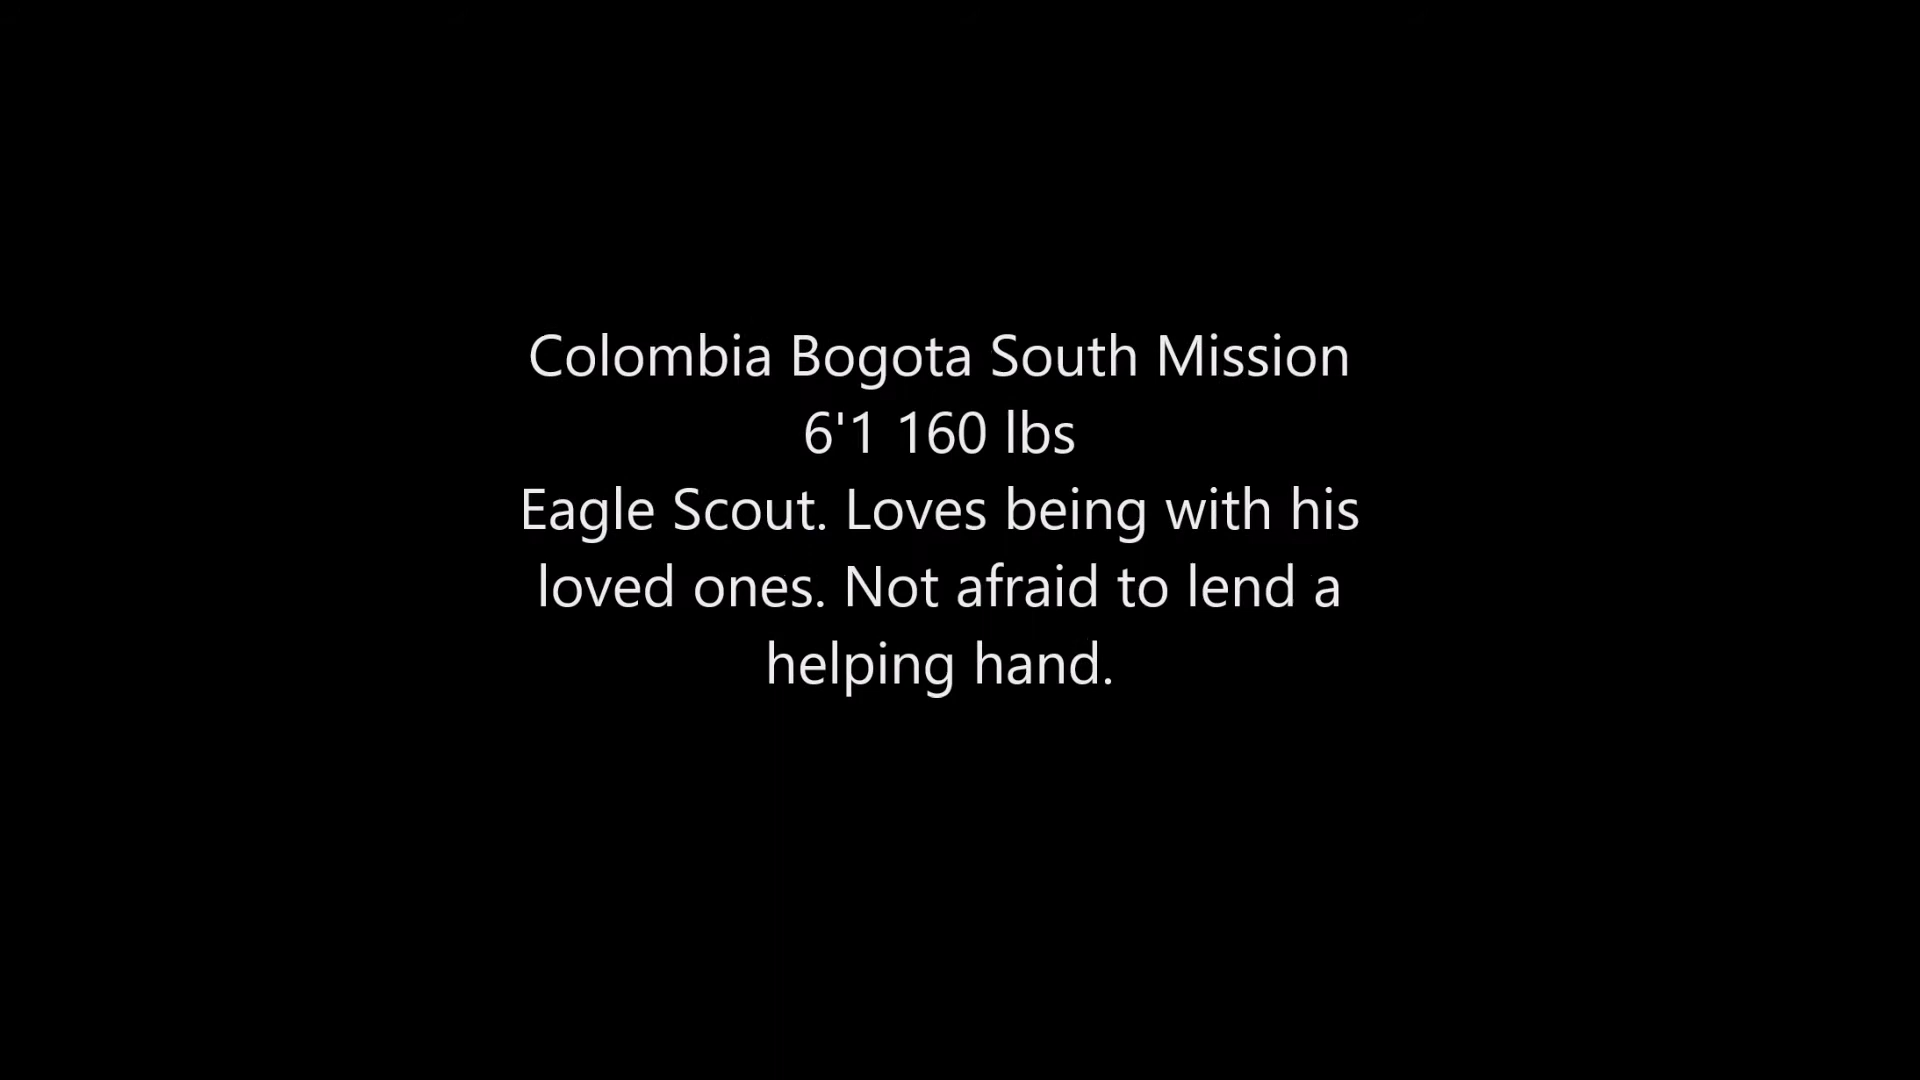 Colombia Bogota South Mission
6'1 160 lbs
Eagle Scout. Loves being with his
loved ones. Not afraid to lend a
helping hand.